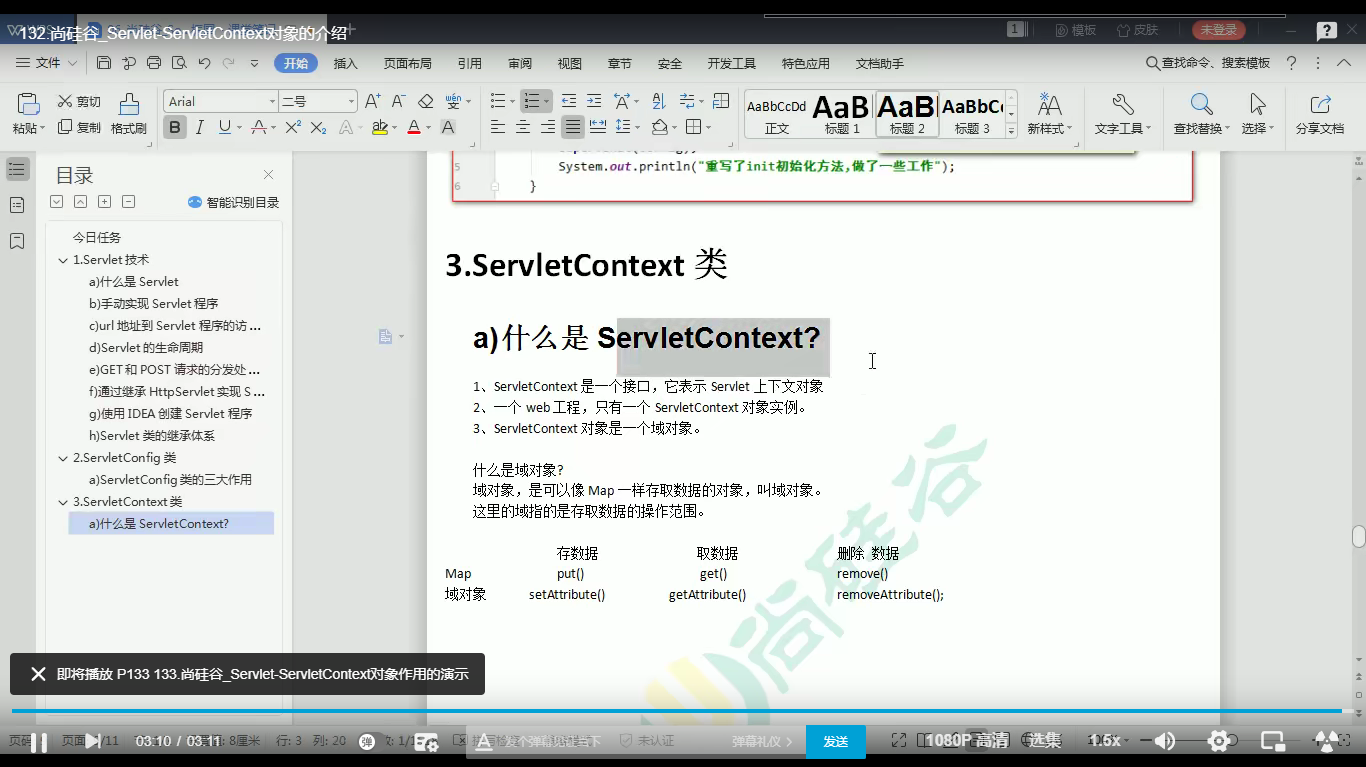 132.尚硅谷_Servlet-ServletContext对象的介绍
1 模板 皮肤 未登录
文件 开始 插入 页面布局 引用 审阅 视图 章节 安全 开发工具 特色应用 文档助手 查找命令、搜索模板
粘贴 剪切 复制 格式刷 Arial 二号
AaBbCcDd 正文 AaB 标题 1 AaB 标题 2 AaBbC 标题 3 新样式 文字工具 查找替换 选择 分享文档
目录
智能识别目录
今日任务
1.Servlet 技术
a)什么是 Servlet
b)手动实现 Servlet 程序
c)url 地址到 Servlet 程序的访 ...
d)Servlet 的生命周期
e)GET 和 POST 请求的分发处 ...
f)通过继承 HttpServlet 实现 S ...
g)使用 IDEA 创建 Servlet 程序
h)Servlet 类的继承体系
2.ServletConfig 类
a)ServletConfig 类的三大作用
3.ServletContext 类
a)什么是 ServletContext?
5 System.out.println("重写了init初始化方法,做了一些工作");
6 }
3.ServletContext 类
a)什么是 ServletContext?
1、ServletContext 是一个接口，它表示 Servlet 上下文对象
2、一个 web 工程，只有一个 ServletContext 对象实例。
3、ServletContext 对象是一个域对象。
什么是域对象?
域对象，是可以像 Map 一样存取数据的对象，叫域对象。
这里的域指的是存取数据的操作范围。
存数据 取数据 删除 数据
Map put() get() remove()
域对象 setAttribute() getAttribute() removeAttribute();
尚硅谷
即将播放 P133 133.尚硅谷_Servlet-ServletContext对象作用的演示
03:10 / 03:11 行: 3 列: 20 弹 未认证 弹幕礼仪 发送 1080P 高清 选集 1.5x